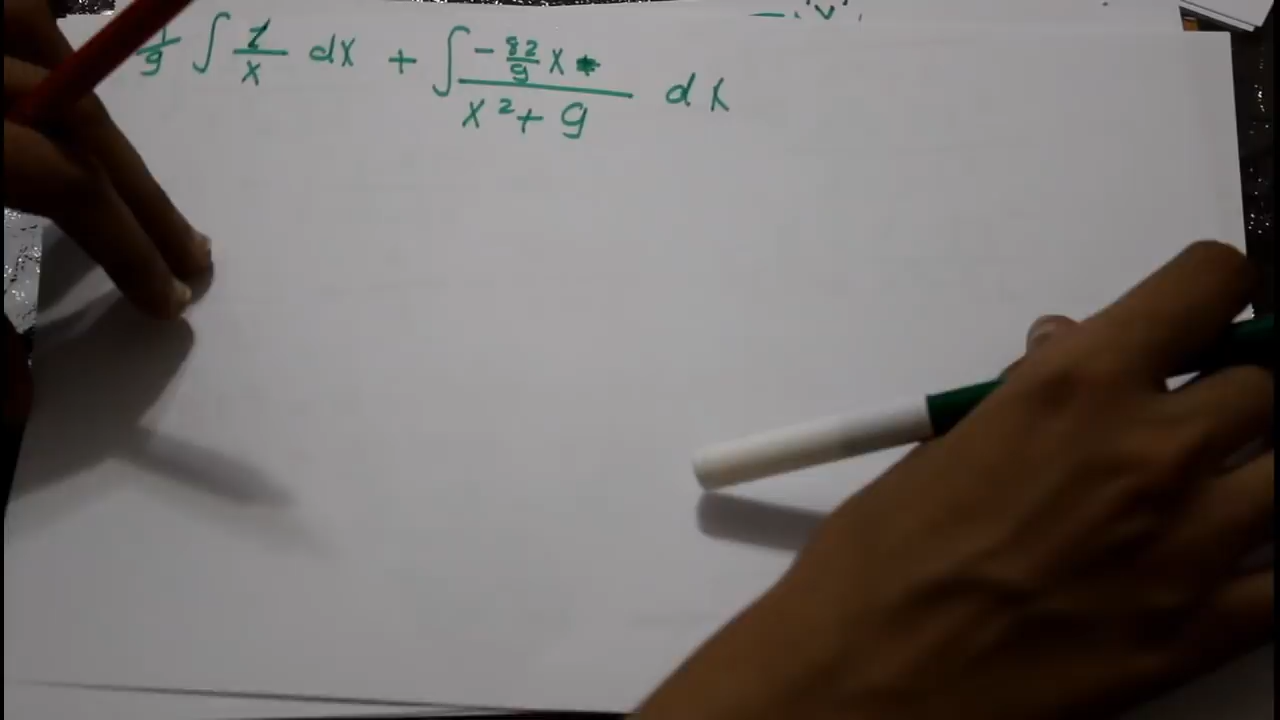 1/9 ∫ 1/x dx + ∫ (-82/9 x) / (x² + 9) dx